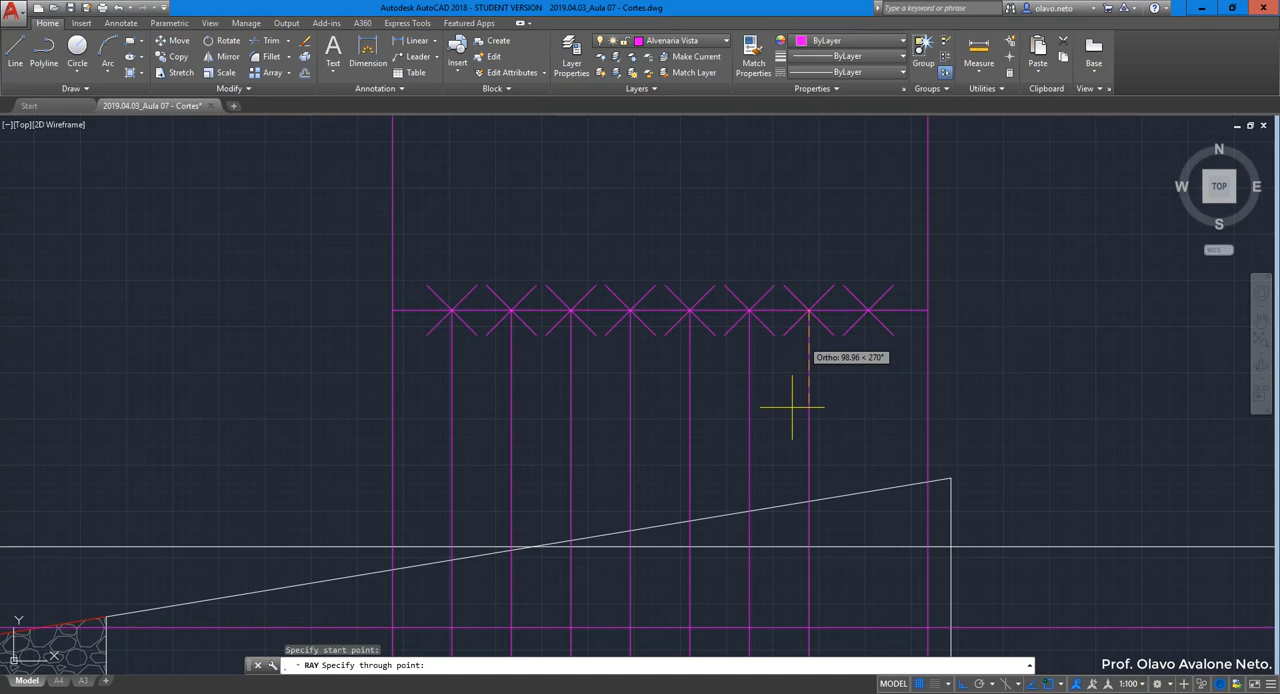 Autodesk AutoCAD 2018 - STUDENT VERSION 2019.04.03_Aula 07 - Cortes.dwg
Type a keyword or phrase
olavo.neto
Home Insert Annotate Parametric View Manage Output Add-ins A360 Express Tools Featured Apps
Line Polyline Circle Arc
Move Rotate Trim
Copy Mirror Fillet
Stretch Scale Array
Text Dimension
Linear
Leader
Table
Insert
Create
Edit
Edit Attributes
Layer Properties
Alvenaria Vista
Make Current
Match Layer
Match Properties
ByLayer
ByLayer
ByLayer
Group
Measure
Paste
Base
Draw Modify Annotation Block Layers Properties Groups Utilities Clipboard View
Start 2019.04.03_Aula 07 - Cortes*
[−][Top][2D Wireframe]
N
W TOP E
S
WCS
Ortho: 98.96 < 270°
Y
X
Specify start point:
RAY Specify through point:
Prof. Olavo Avalone Neto.
Model A4 A3
MODEL 1:100